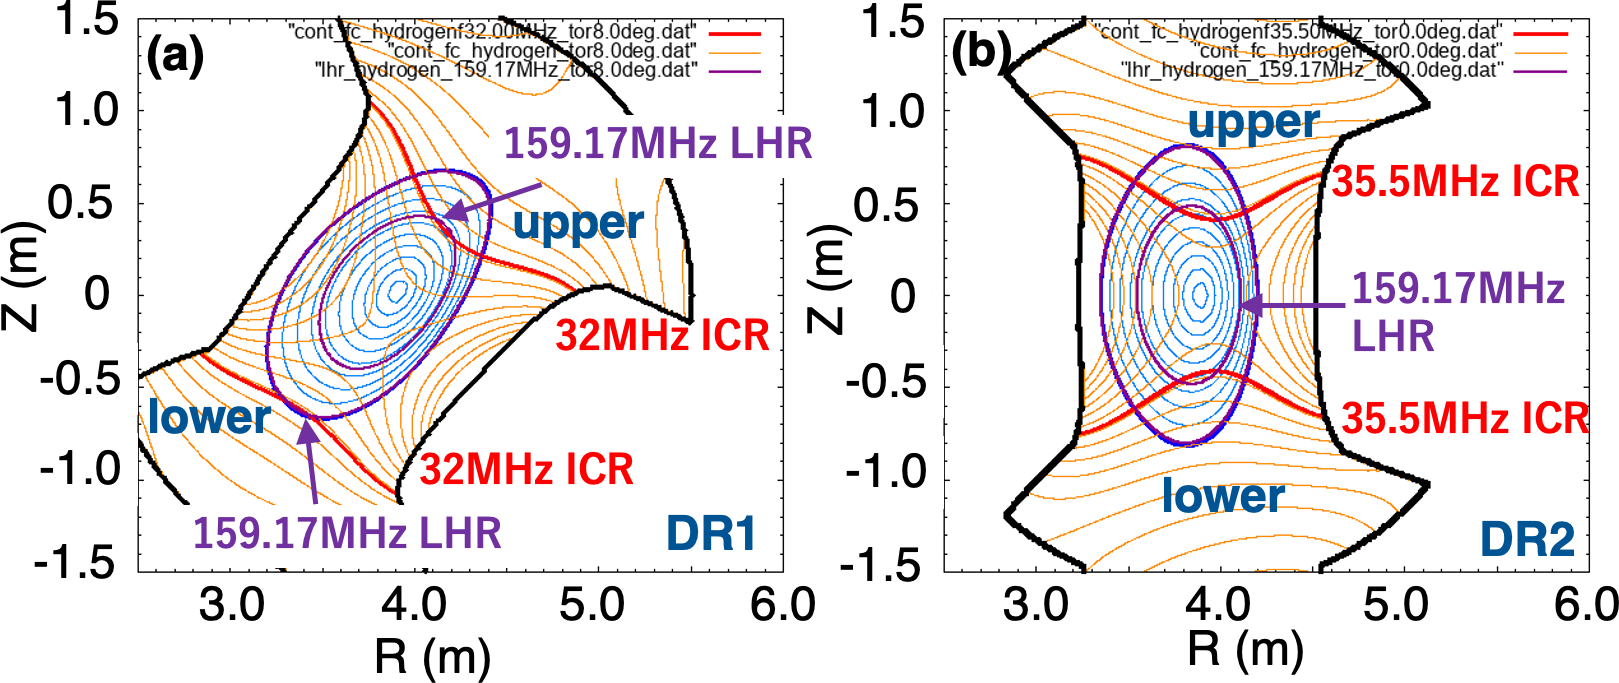 (a)
"cont_fc_hydrogenf32.00MHz_tor8.0deg.dat"
"cont_fc_hydrogen_tor8.0deg.dat"
"lhr_hydrogen_159.17MHz_tor8.0deg.dat"
159.17MHz LHR
upper
32MHz ICR
lower
32MHz ICR
159.17MHz LHR
DR1
1.5
1.0
0.5
0
-0.5
-1.0
-1.5
Z (m)
3.0 4.0 5.0 6.0
R (m)
(b)
"cont_fc_hydrogenf35.50MHz_tor0.0deg.dat"
"cont_fc_hydrogen_tor0.0deg.dat"
"lhr_hydrogen_159.17MHz_tor0.0deg.dat"
upper
35.5MHz ICR
159.17MHz
LHR
35.5MHz ICR
lower
DR2
1.5
1.0
0.5
0
-0.5
-1.0
-1.5
Z (m)
3.0 4.0 5.0 6.0
R (m)